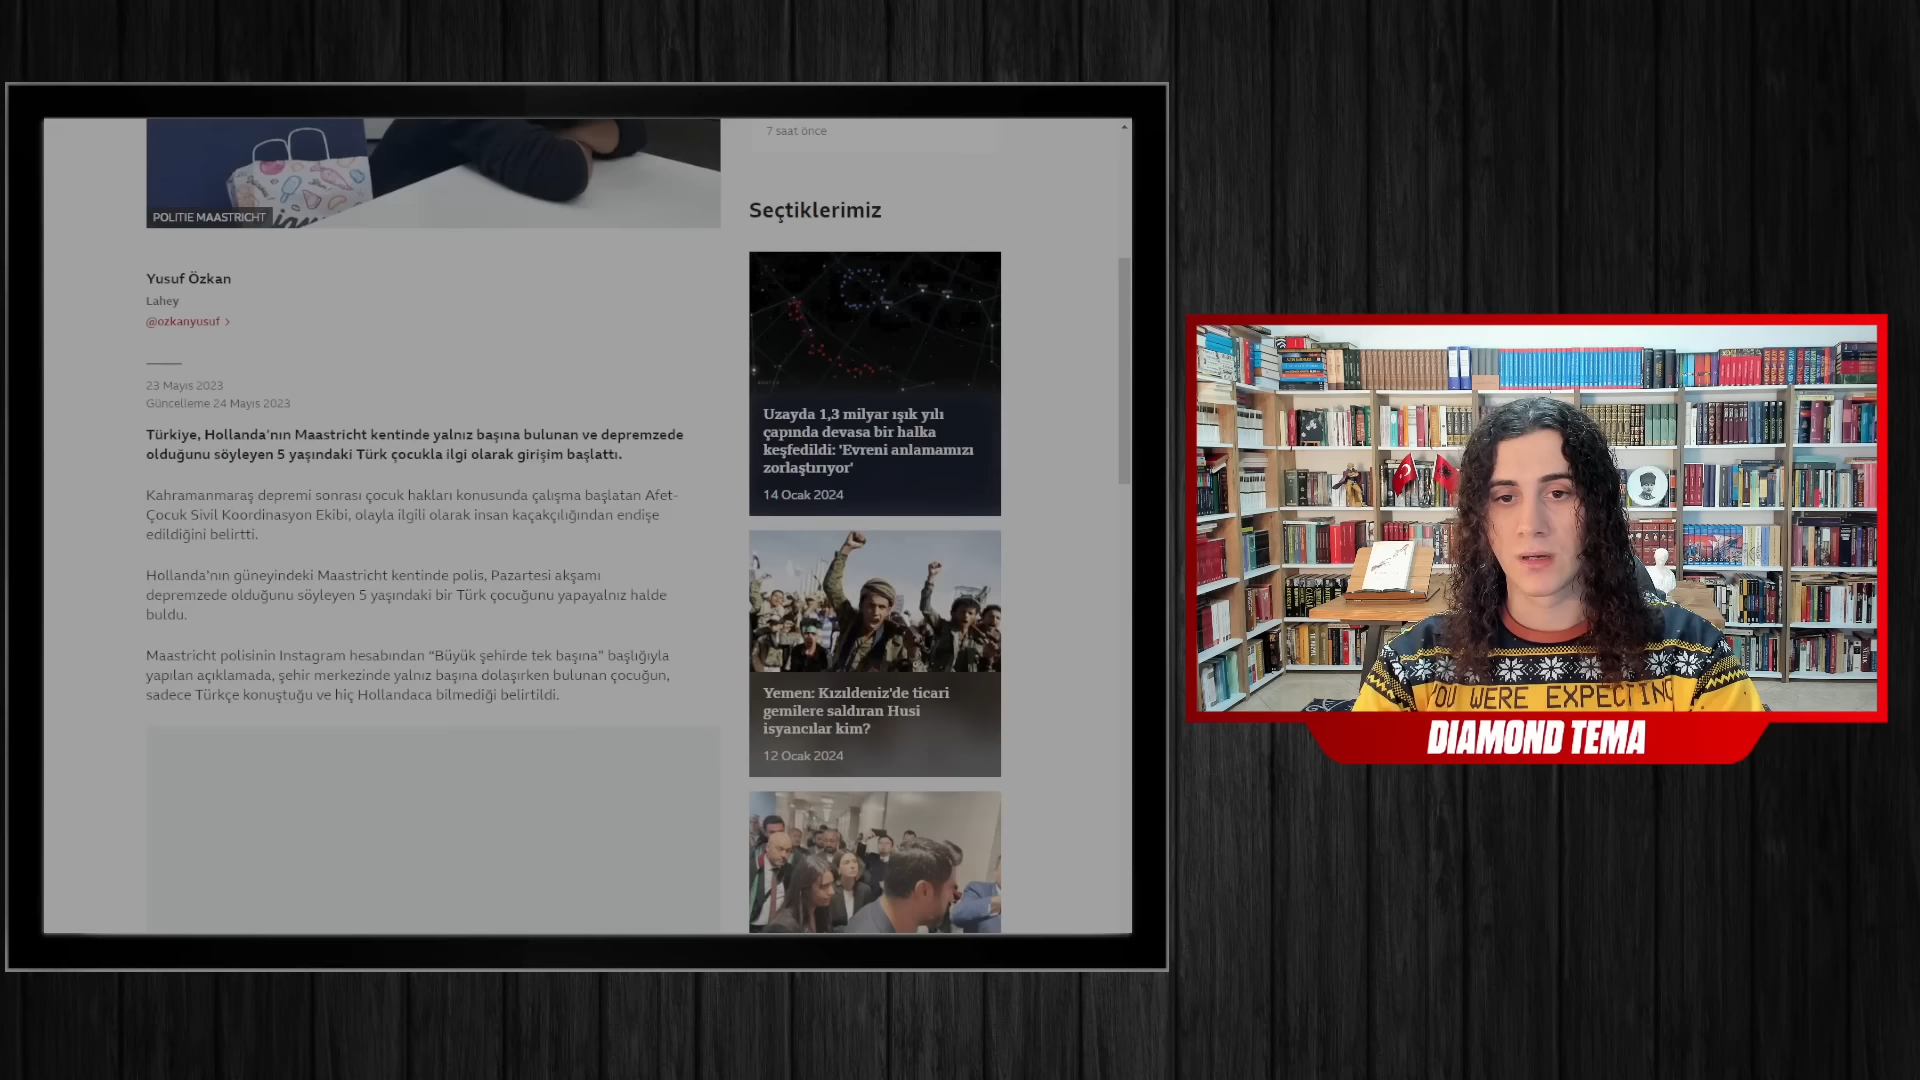 POLITIE MAASTRICHT
Yusuf Özkan
Lahey
@ozkanyusuf >
23 Mayıs 2023
Güncelleme 24 Mayıs 2023
Türkiye, Hollanda'nın Maastricht kentinde yalnız başına bulunan ve depremzede
olduğunu söyleyen 5 yaşındaki Türk çocukla ilgi olarak girişim başlattı.
Kahramanmaraş depremi sonrası çocuk hakları konusunda çalışma başlatan Afet-
Çocuk Sivil Koordinasyon Ekibi, olayla ilgili olarak insan kaçakçılığından endişe
edildiğini belirtti.
Hollanda'nın güneyindeki Maastricht kentinde polis, Pazartesi akşamı
depremzede olduğunu söyleyen 5 yaşındaki bir Türk çocuğunu yapayalnız halde
buldu.
Maastricht polisinin Instagram hesabından “Büyük şehirde tek başına” başlığıyla
yapılan açıklamada, şehir merkezinde yalnız başına dolaşırken bulunan çocuğun,
sadece Türkçe konuştuğu ve hiç Hollandaca bilmediği belirtildi.
7 saat önce
Seçtiklerimiz
Uzayda 1,3 milyar ışık yılı
çapında devasa bir halka
keşfedildi: 'Evreni anlamamızı
zorlaştırıyor'
14 Ocak 2024
Yemen: Kızıldeniz'de ticari
gemilere saldıran Husi
isyancılar kim?
12 Ocak 2024
YOU WERE EXPECTING
DIAMOND TEMA